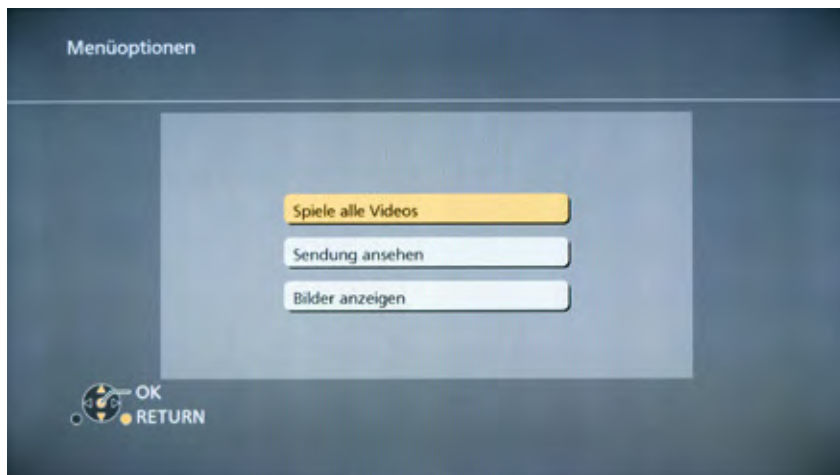 Menüoptionen
Spiele alle Videos
Sendung ansehen
Bilder anzeigen
OK
RETURN